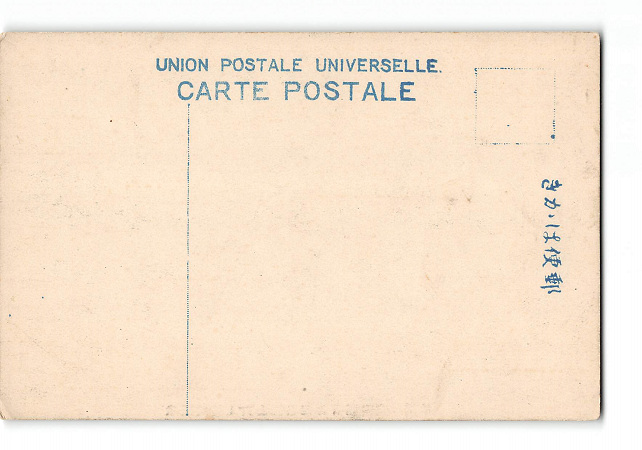 UNION POSTALE UNIVERSELLE.
CARTE POSTALE
きかは便郵